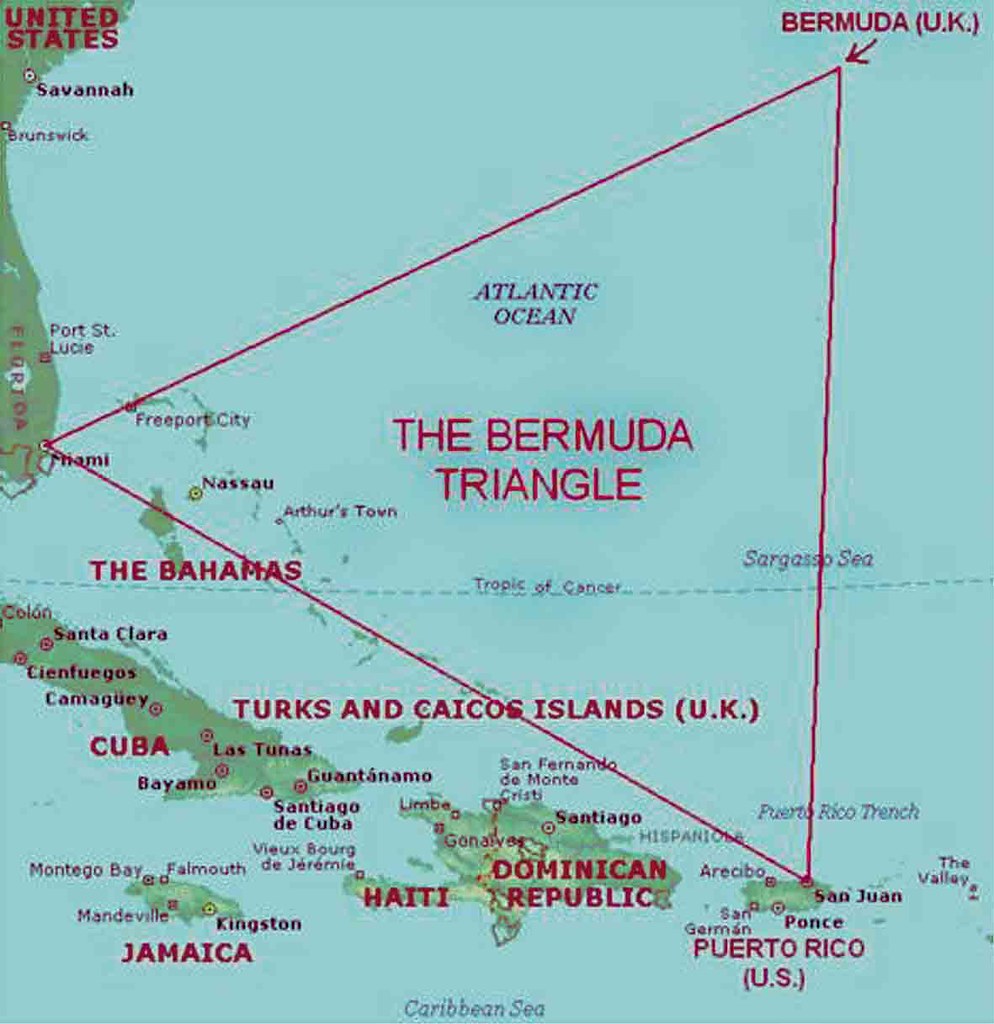 UNITED
STATES
BERMUDA (U.K.)
Savannah
Brunswick
ATLANTIC
OCEAN
FLORIDA
Port St.
Lucie
Freeport City
THE BERMUDA
TRIANGLE
Miami
Nassau
Arthur's Town
Sargasso Sea
THE BAHAMAS
Tropic of Cancer
Colón
Santa Clara
Cienfuegos
Camagüey
TURKS AND CAICOS ISLANDS (U.K.)
CUBA
Las Tunas
Bayamo
Guantánamo
San Fernando
de Monte
Cristi
Santiago
de Cuba
Limbe
Santiago
Puerto Rico Trench
Gonaïves
HISPANIOLA
Vieux Bourg
de Jérémie
Montego Bay
Falmouth
DOMINICAN
REPUBLIC
HAITI
Arecibo
The
Valley
San Juan
Mandeville
Kingston
San
Germán
Ponce
JAMAICA
PUERTO RICO
(U.S.)
Caribbean Sea